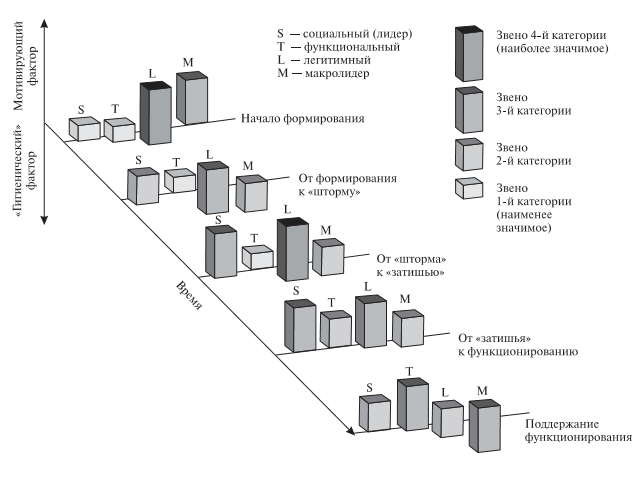 Мотивирующий
фактор
«Гигиенический»
фактор
S — социальный (лидер)
T — функциональный
L — легитимный
M — макролидер
Звено 4-й категории
(наиболее значимое)
Звено
3-й категории
Звено
2-й категории
Звено
1-й категории
(наименее
значимое)
S
T
L
M
Начало формирования
S
T
L
M
От формирования
к «шторму»
S
T
L
M
От «шторма»
к «затишью»
Время
S
T
L
M
От «затишья»
к функционированию
S
T
L
M
Поддержание
функционирования